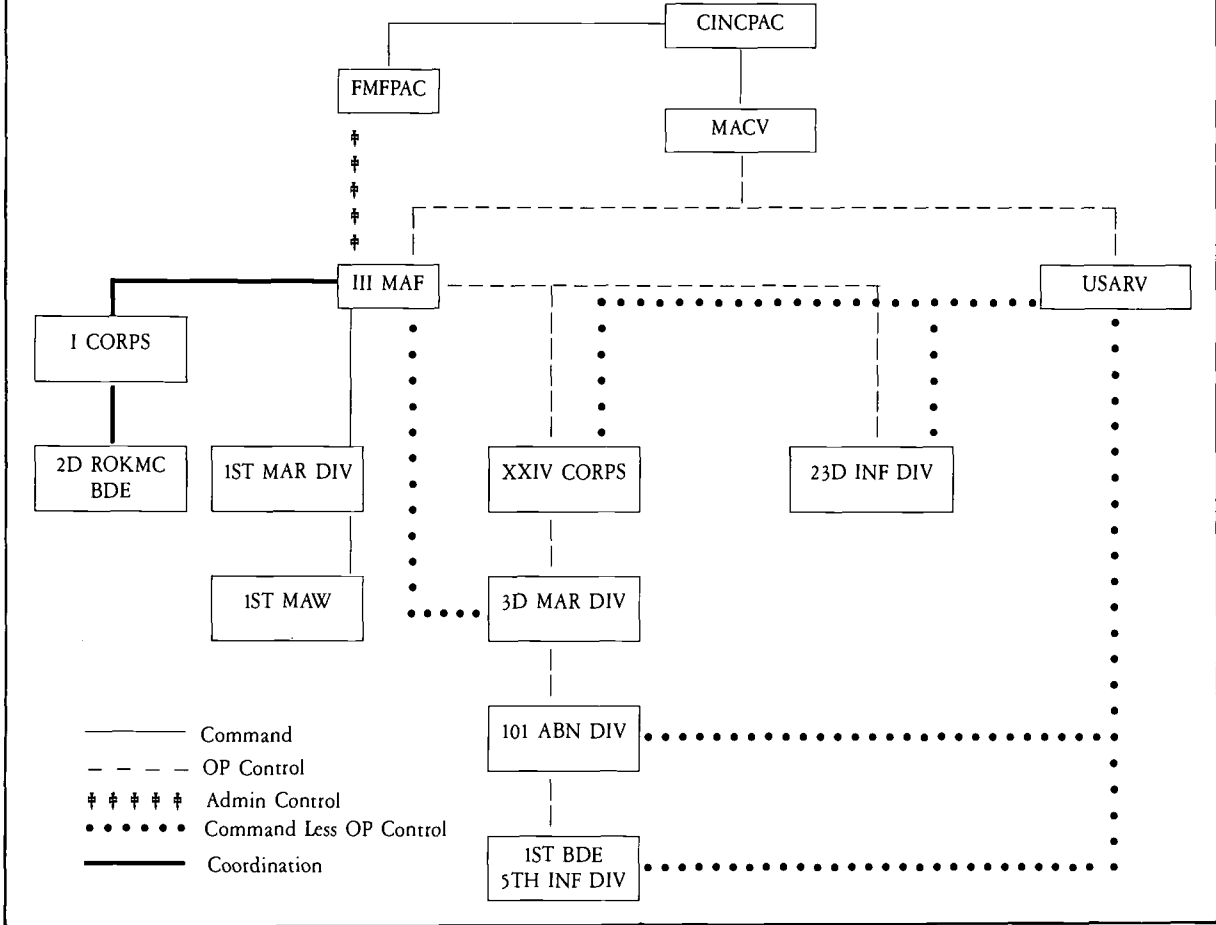 CINCPAC
FMFPAC
MACV
III MAF
USARV
I CORPS
2D ROKMC
BDE
1ST MAR DIV
XXIV CORPS
23D INF DIV
1ST MAW
3D MAR DIV
101 ABN DIV
1ST BDE
5TH INF DIV
Command
OP Control
Admin Control
Command Less OP Control
Coordination